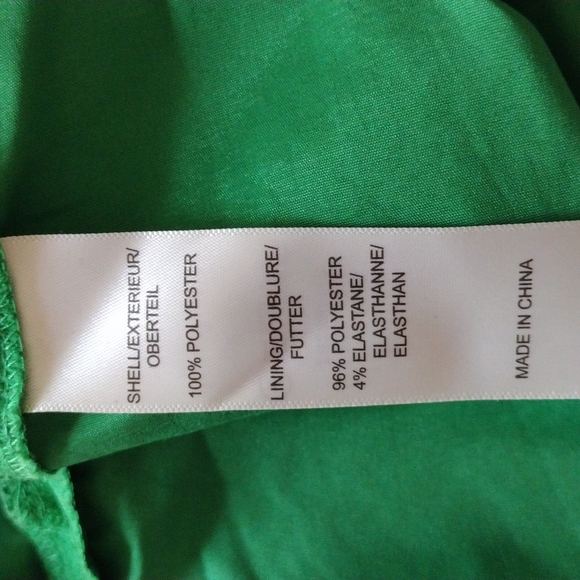 SHELL/EXTERIEUR/
OBERTEIL
100% POLYESTER
LINING/DOUBLURE/
FUTTER
96% POLYESTER
4% ELASTANE/
ELASTHANNE/
ELASTHAN
MADE IN CHINA